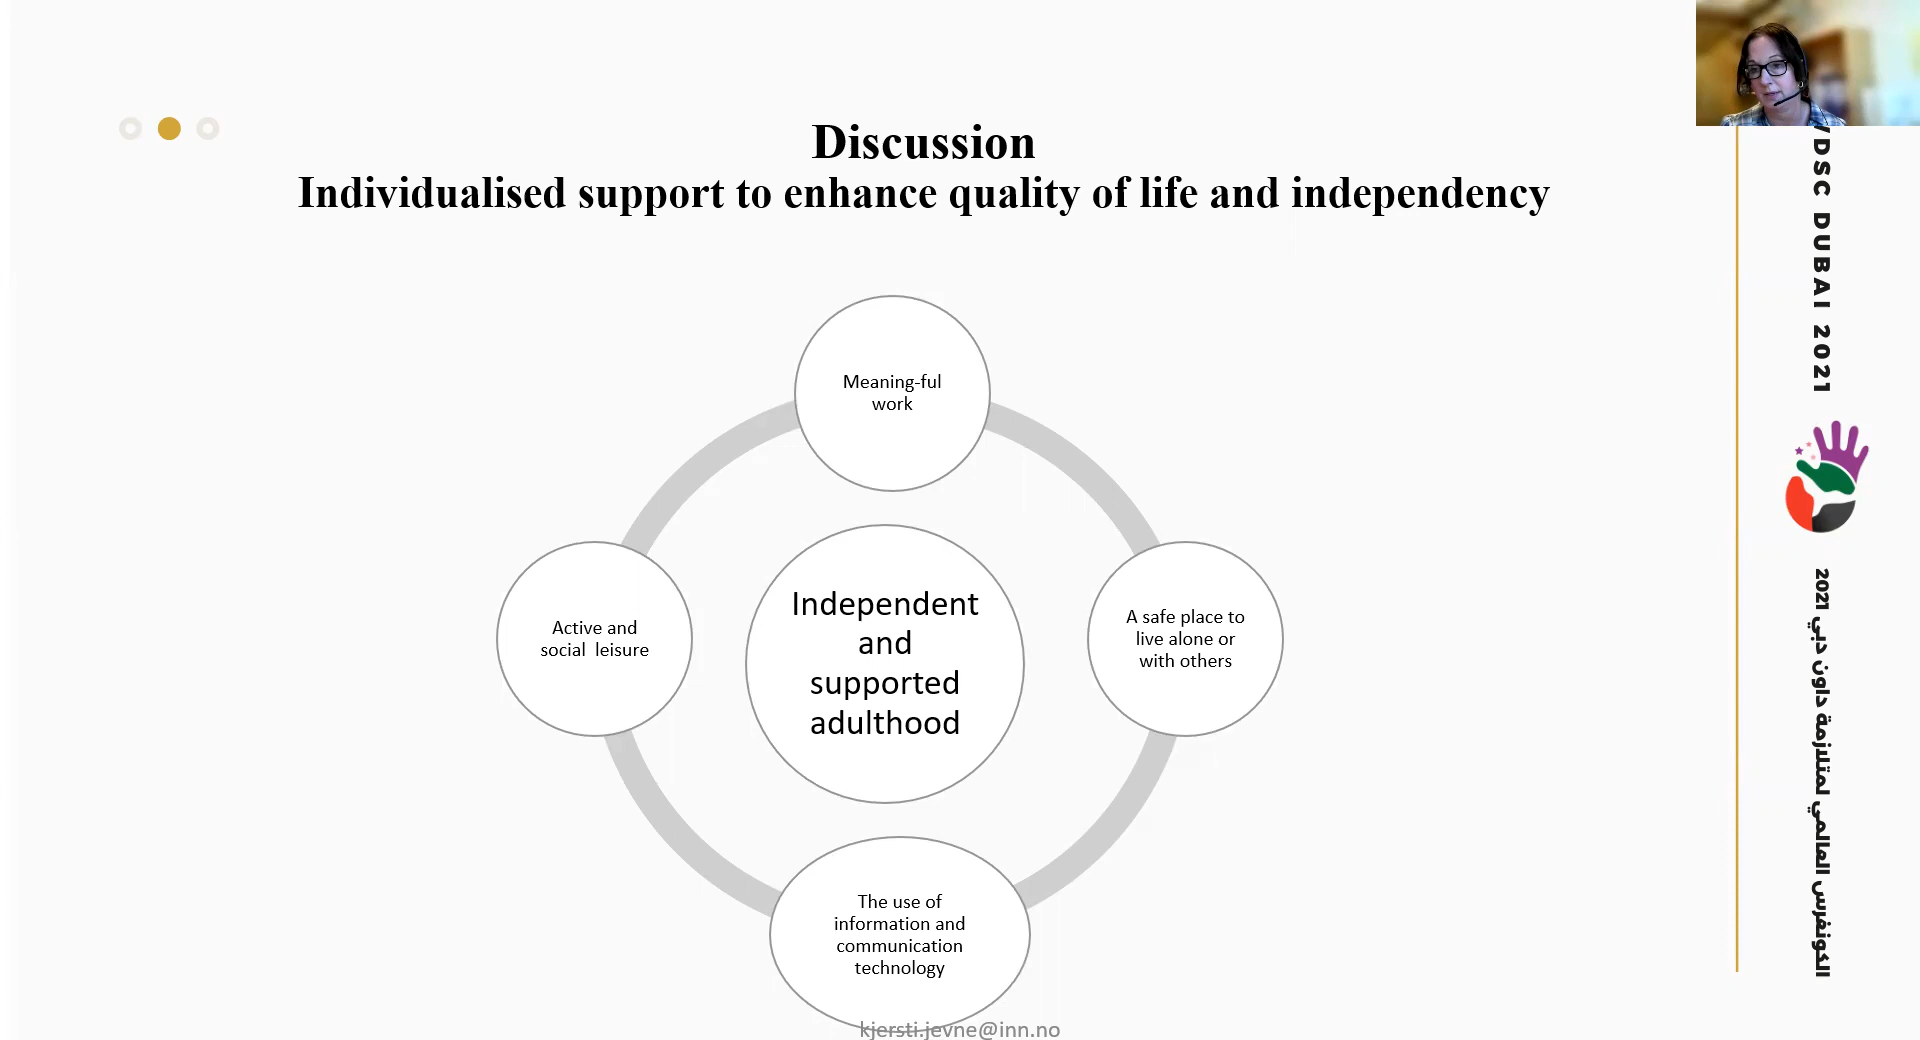 Discussion
Individualised support to enhance quality of life and independency
Meaning-ful
work
Active and
social leisure
Independent
and
supported
adulthood
A safe place to
live alone or
with others
The use of
information and
communication
technology
kjersti.jevne@inn.no
DSC DUBAI 2021
الكونفرس العالمي لمتلازمة داون دبي 2021